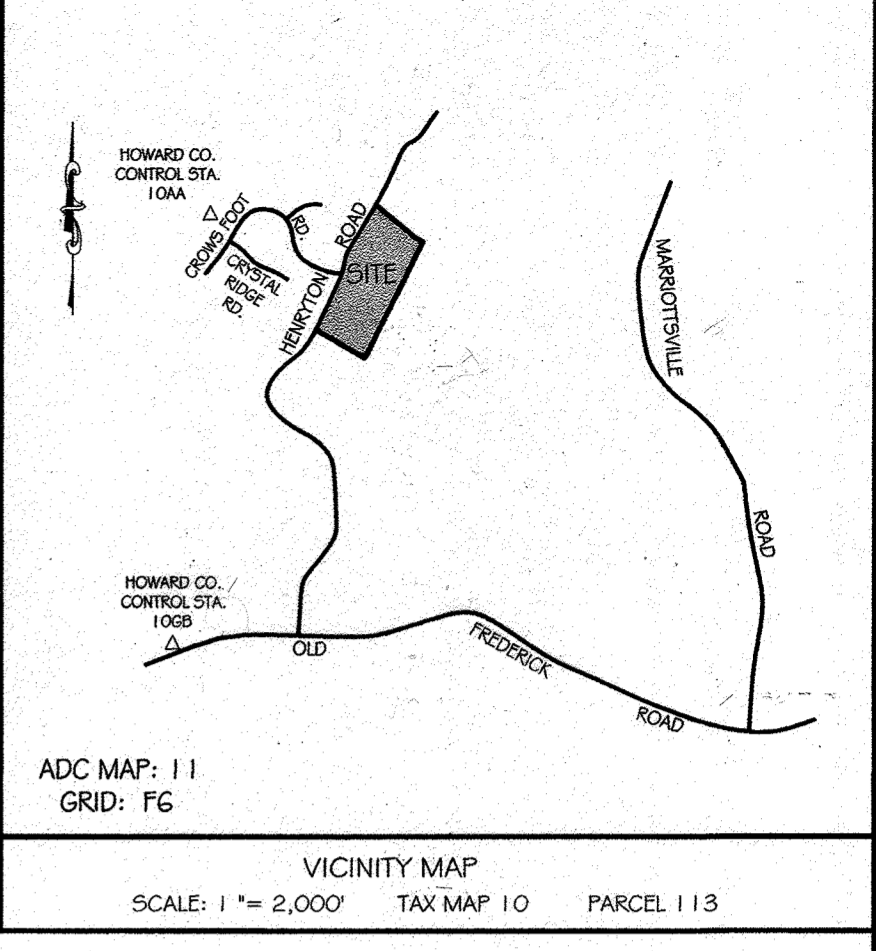 HOWARD CO.
CONTROL STA.
10AA
CROWS FOOT
RD.
CRYSTAL
RIDGE
RD.
HENRYTON
ROAD
SITE
MARRIOTTSVILLE
ROAD
HOWARD CO.
CONTROL STA.
10GB
OLD
FREDERICK
ROAD
ADC MAP: 11
GRID: F6
VICINITY MAP
SCALE: 1 "= 2,000' TAX MAP 10 PARCEL 113